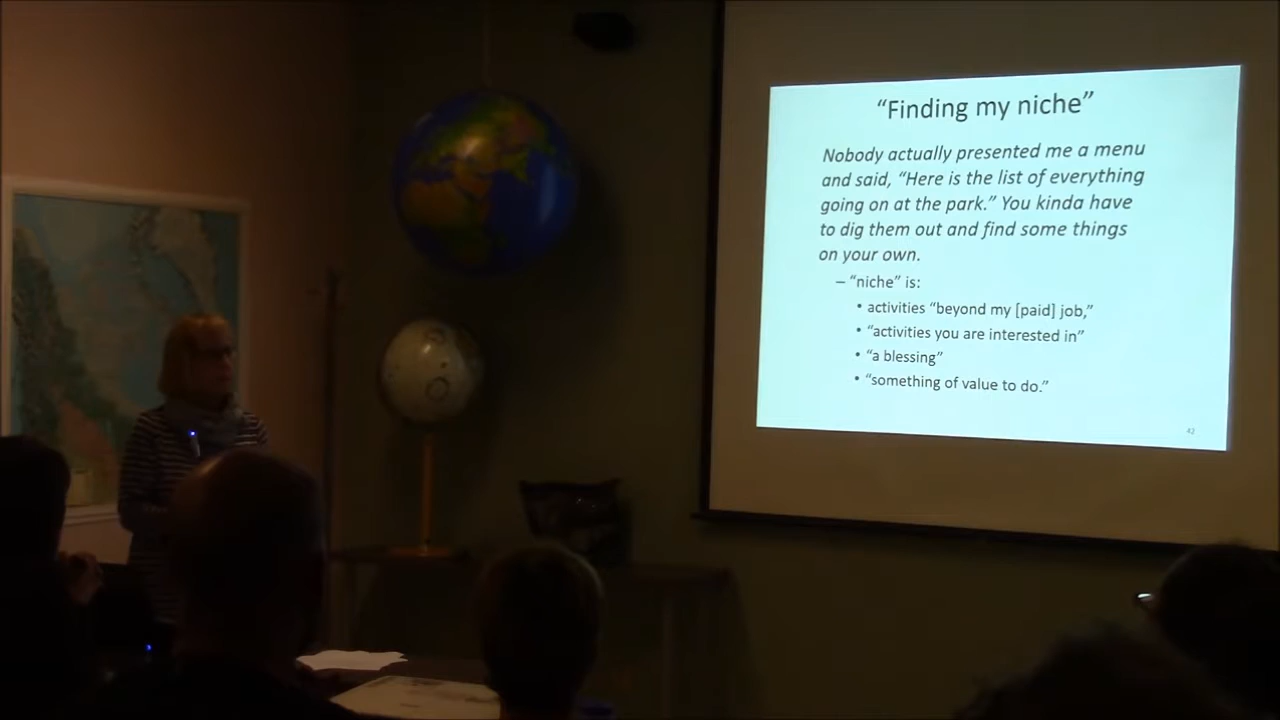 “Finding my niche”
Nobody actually presented me a menu
and said, “Here is the list of everything
going on at the park.” You kinda have
to dig them out and find some things
on your own.
– “niche” is:
• activities “beyond my [paid] job,”
• “activities you are interested in”
• “a blessing”
• “something of value to do.”
42